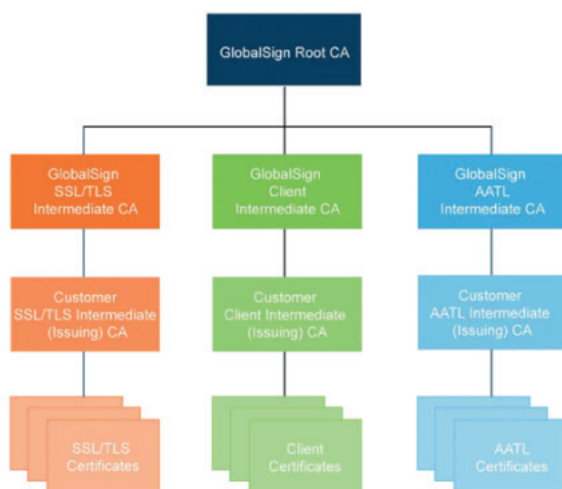 GlobalSign Root CA
GlobalSign
SSL/TLS
Intermediate CA
GlobalSign
Client
Intermediate CA
GlobalSign
AATL
Intermediate CA
Customer
SSL/TLS Intermediate
(Issuing) CA
Customer
Client Intermediate
(Issuing) CA
Customer
AATL Intermediate
(Issuing) CA
SSL/TLS
Certificates
Client
Certificates
AATL
Certificates